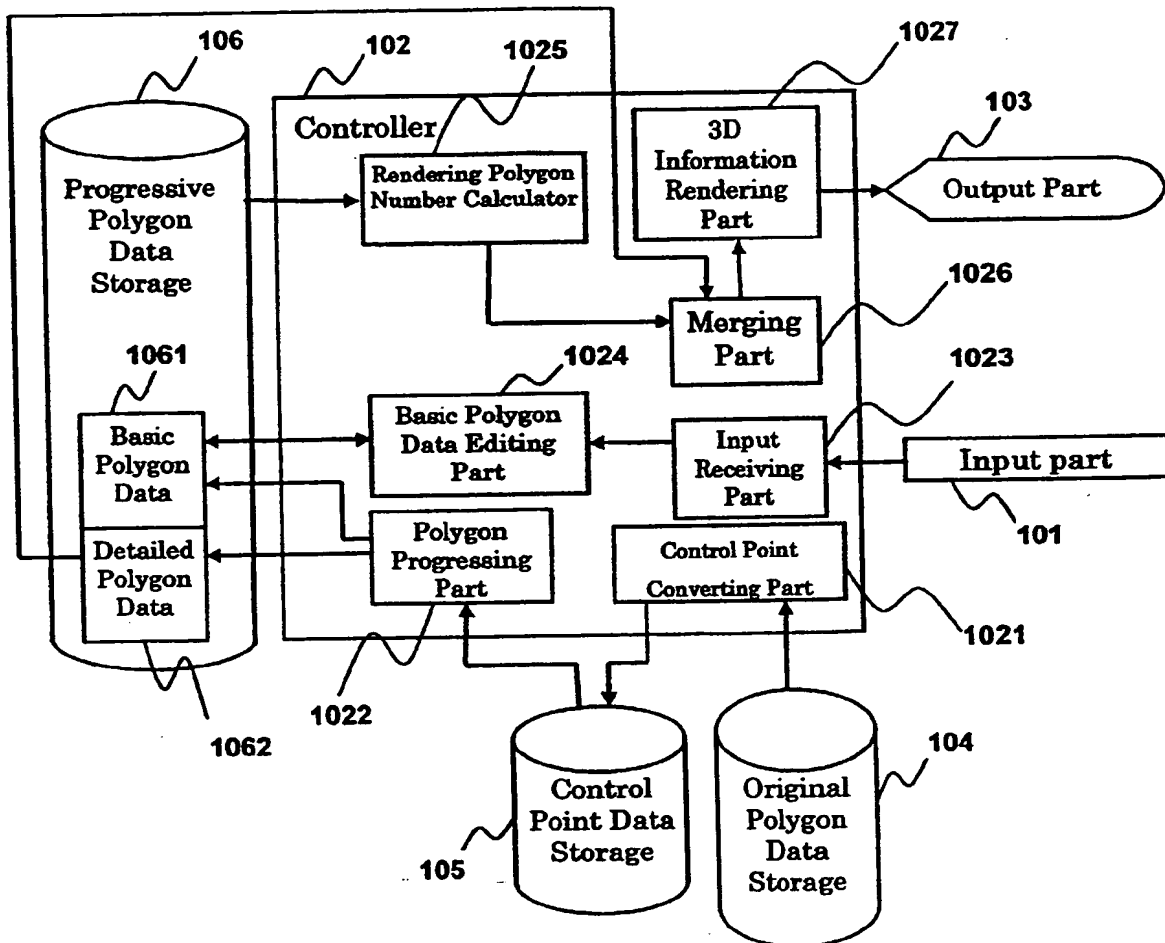 106
102
1025
1027
103
Controller
3D
Information
Rendering
Part
Rendering Polygon
Number Calculator
Output Part
Progressive
Polygon
Data
Storage
1026
Merging
Part
1061
1024
1023
Basic
Polygon
Data
Basic Polygon
Data Editing
Part
Input
Receiving
Part
Input part
101
Detailed
Polygon
Data
Polygon
Progressing
Part
Control Point
Converting Part
1021
1022
1062
104
Control
Point Data
Storage
Original
Polygon
Data
Storage
105